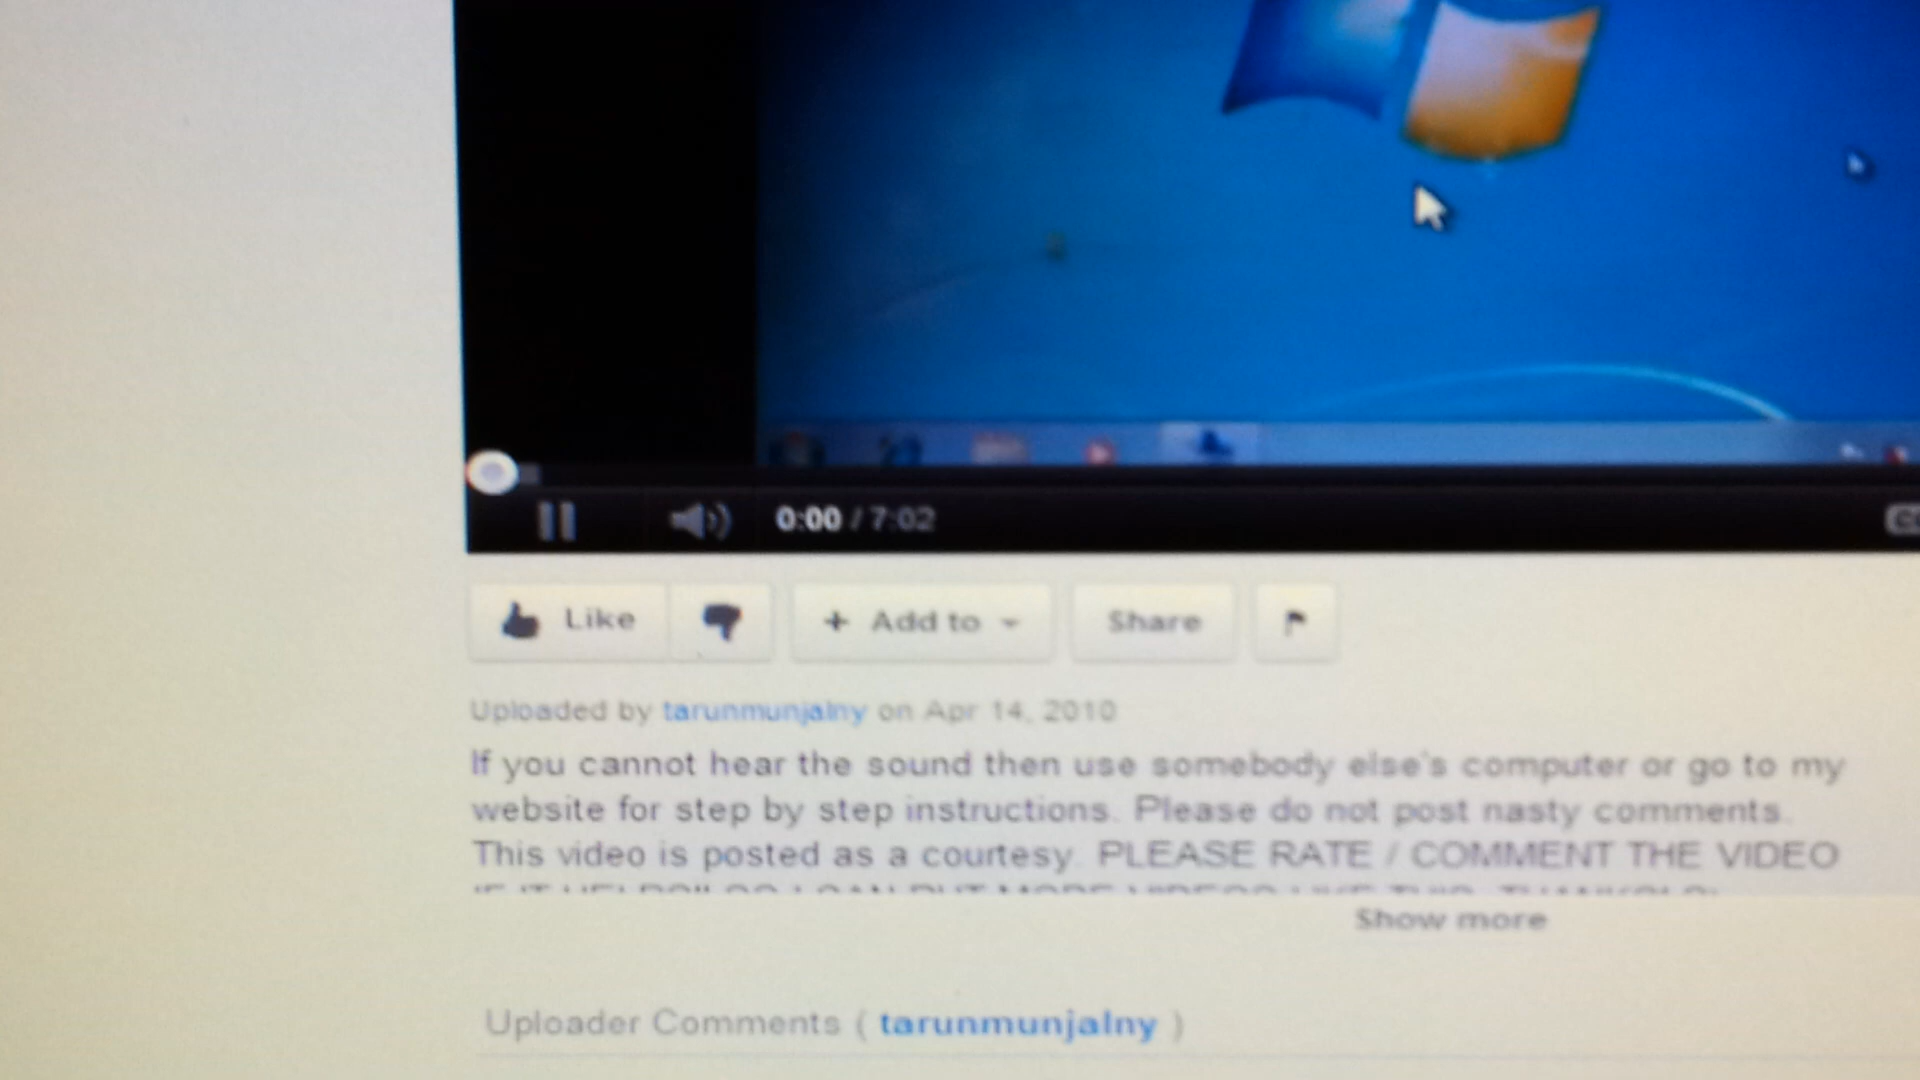 0:00 / 7:02
Like
+ Add to
Share
Uploaded by tarunmunjalny on Apr 14, 2010
If you cannot hear the sound then use somebody else's computer or go to my
website for step by step instructions. Please do not post nasty comments.
This video is posted as a courtesy. PLEASE RATE / COMMENT THE VIDEO
Show more
Uploader Comments ( tarunmunjalny )